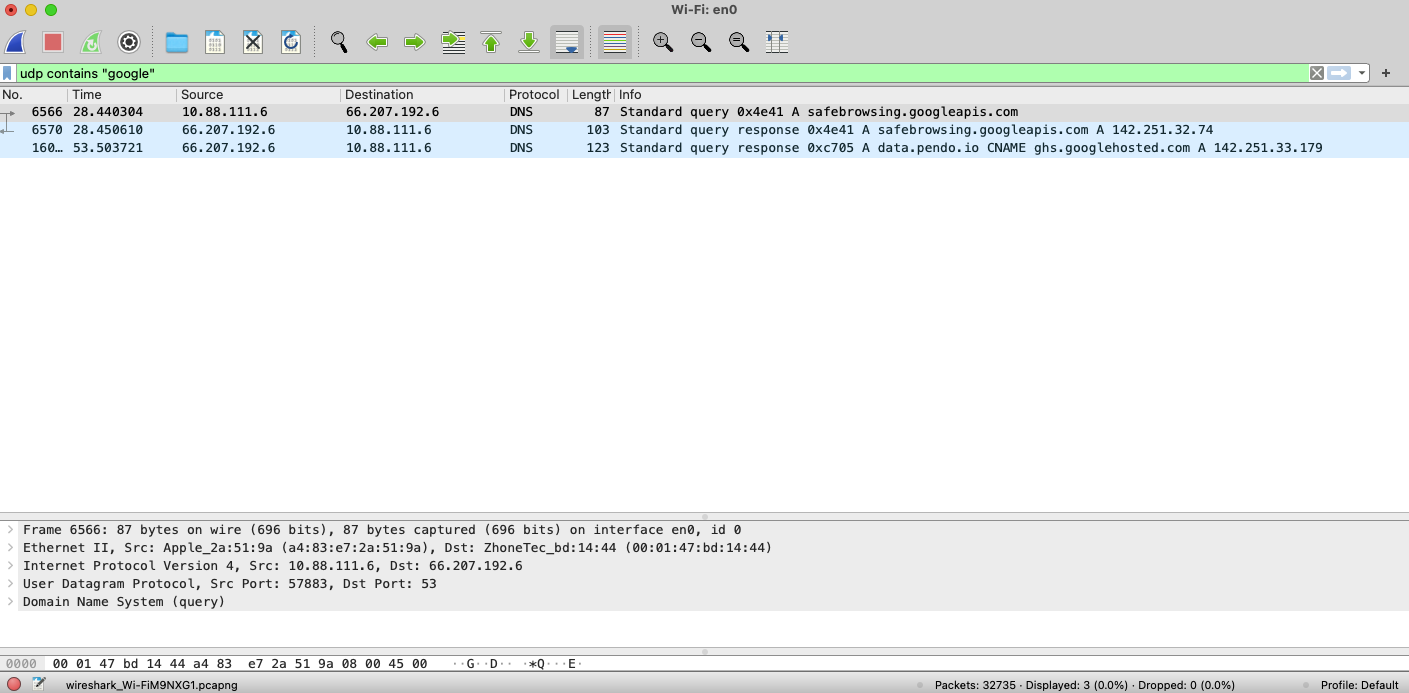 Wi-Fi: en0
udp contains "google"
No. Time Source Destination Protocol Length Info
6566 28.440304 10.88.111.6 66.207.192.6 DNS 87 Standard query 0x4e41 A safebrowsing.googleapis.com
6570 28.450610 66.207.192.6 10.88.111.6 DNS 103 Standard query response 0x4e41 A safebrowsing.googleapis.com A 142.251.32.74
160… 53.503721 66.207.192.6 10.88.111.6 DNS 123 Standard query response 0xc705 A data.pendo.io CNAME ghs.googlehosted.com A 142.251.33.179
Frame 6566: 87 bytes on wire (696 bits), 87 bytes captured (696 bits) on interface en0, id 0
Ethernet II, Src: Apple_2a:51:9a (a4:83:e7:2a:51:9a), Dst: ZhoneTec_bd:14:44 (00:01:47:bd:14:44)
Internet Protocol Version 4, Src: 10.88.111.6, Dst: 66.207.192.6
User Datagram Protocol, Src Port: 57883, Dst Port: 53
Domain Name System (query)
0000 00 01 47 bd 14 44 a4 83 e7 2a 51 9a 08 00 45 00 ··G··D·· ·*Q···E·
wireshark_Wi-FiM9NXG1.pcapng Packets: 32735 · Displayed: 3 (0.0%) · Dropped: 0 (0.0%) Profile: Default